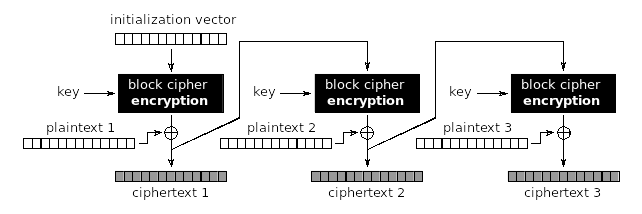 initialization vector
key
block cipher
encryption
key
block cipher
encryption
key
block cipher
encryption
plaintext 1
plaintext 2
plaintext 3
ciphertext 1
ciphertext 2
ciphertext 3